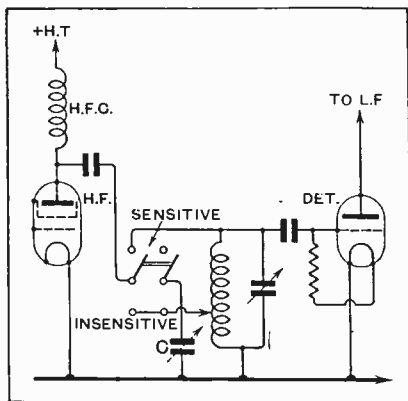 +H.T
H.F.C.
TO L.F
H.F.
DET.
SENSITIVE
INSENSITIVE
C